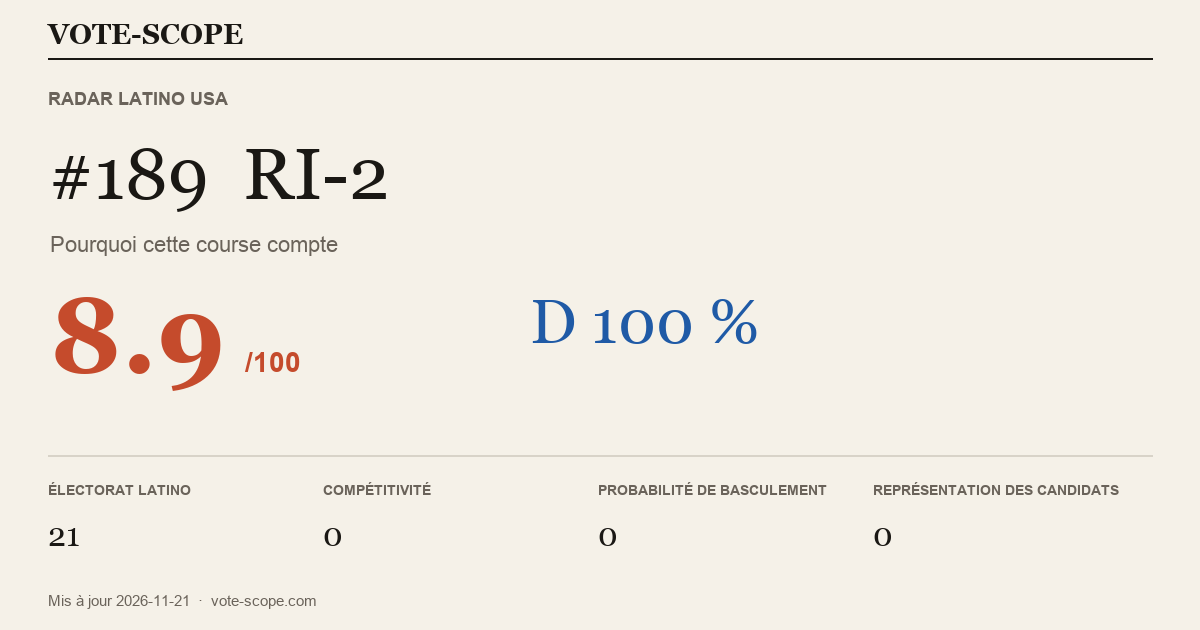 VOTE-SCOPE
RADAR LATINO USA
#189 RI-2
Pourquoi cette course compte
8.9 /100
D 100 %
ÉLECTORAT LATINO
COMPÉTITIVITÉ
PROBABILITÉ DE BASCULEMENT
REPRÉSENTATION DES CANDIDATS
21
0
0
0
Mis à jour 2026-11-21 · vote-scope.com